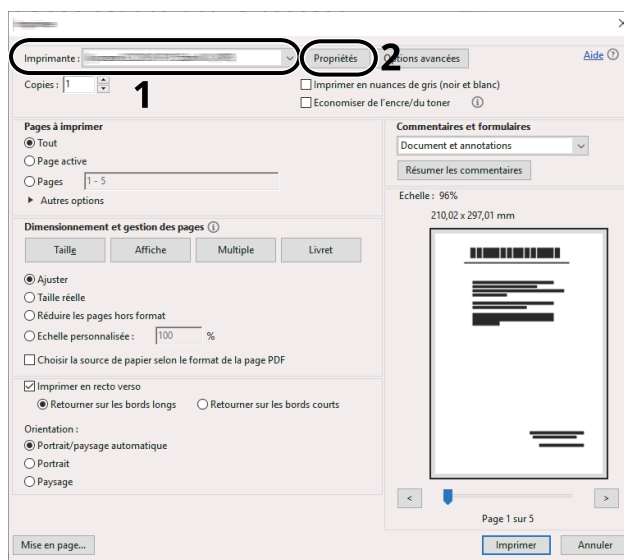 Imprimante :
Propriétés
2
Options avancées
Aide
Copies : 1
1
Imprimer en nuances de gris (noir et blanc)
Economiser de l'encre/du toner
Pages à imprimer
Tout
Page active
Pages 1 - 5
Autres options
Commentaires et formulaires
Document et annotations
Résumer les commentaires
Echelle : 96%
210,02 x 297,01 mm
Dimensionnement et gestion des pages
Taille Affiche Multiple Livret
Ajuster
Taille réelle
Réduire les pages hors format
Echelle personnalisée : 100 %
Choisir la source de papier selon le format de la page PDF
Imprimer en recto verso
Retourner sur les bords longs Retourner sur les bords courts
Orientation :
Portrait/paysage automatique
Portrait
Paysage
< >
Page 1 sur 5
Mise en page... Imprimer Annuler